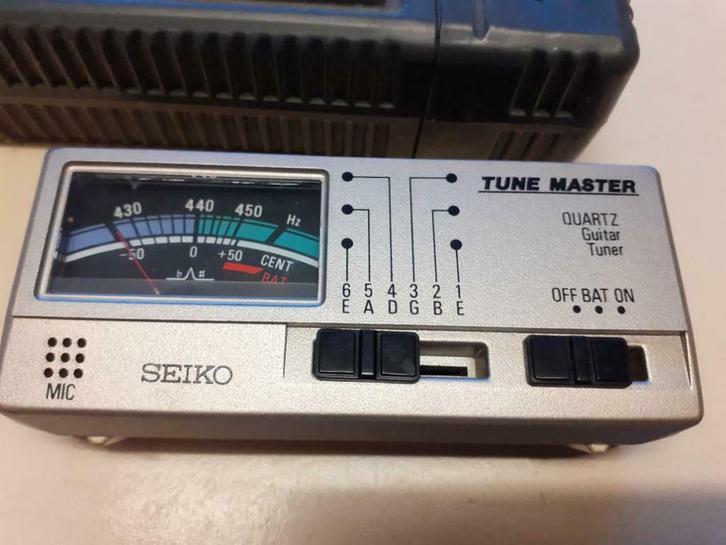 TUNE MASTER
QUARTZ
Guitar
Tuner
430 440 450 Hz
-50 0 +50 CENT
♭ ♯
BAT
6 5 4 3 2 1
E A D G B E
OFF BAT ON
MIC
SEIKO